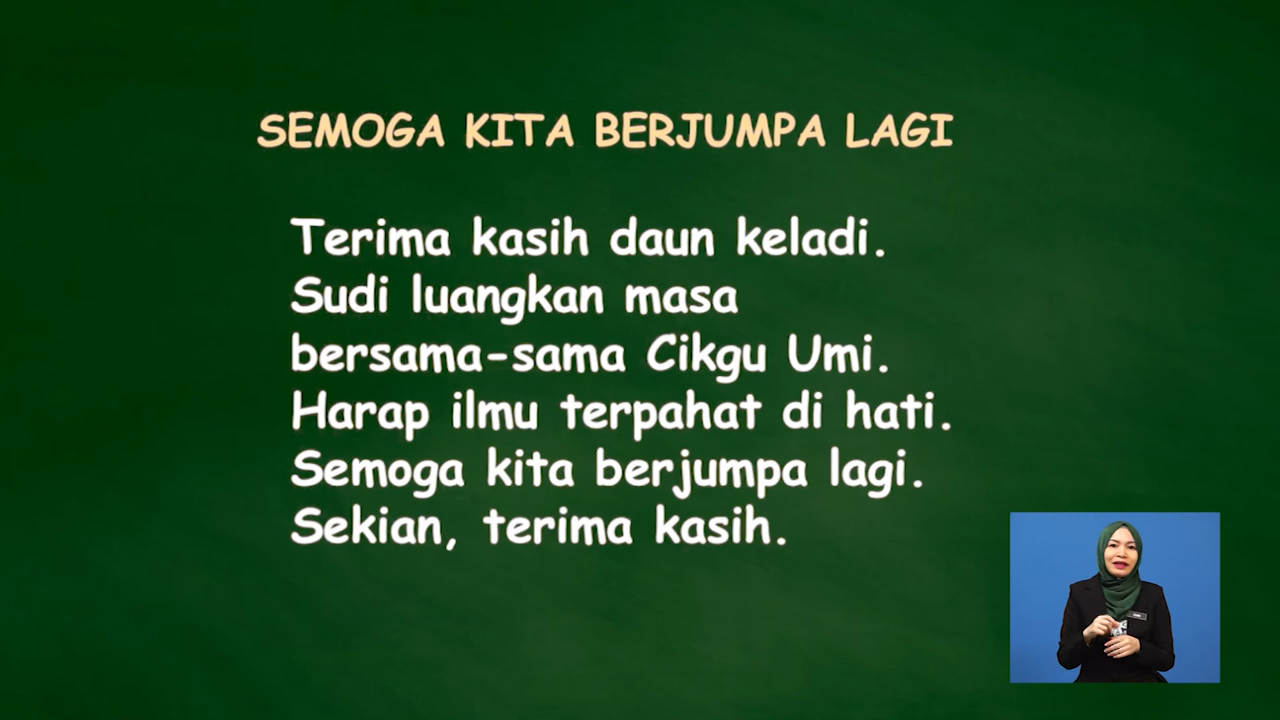 SEMOGA KITA BERJUMPA LAGI
Terima kasih daun keladi.
Sudi luangkan masa
bersama-sama Cikgu Umi.
Harap ilmu terpahat di hati.
Semoga kita berjumpa lagi.
Sekian, terima kasih.